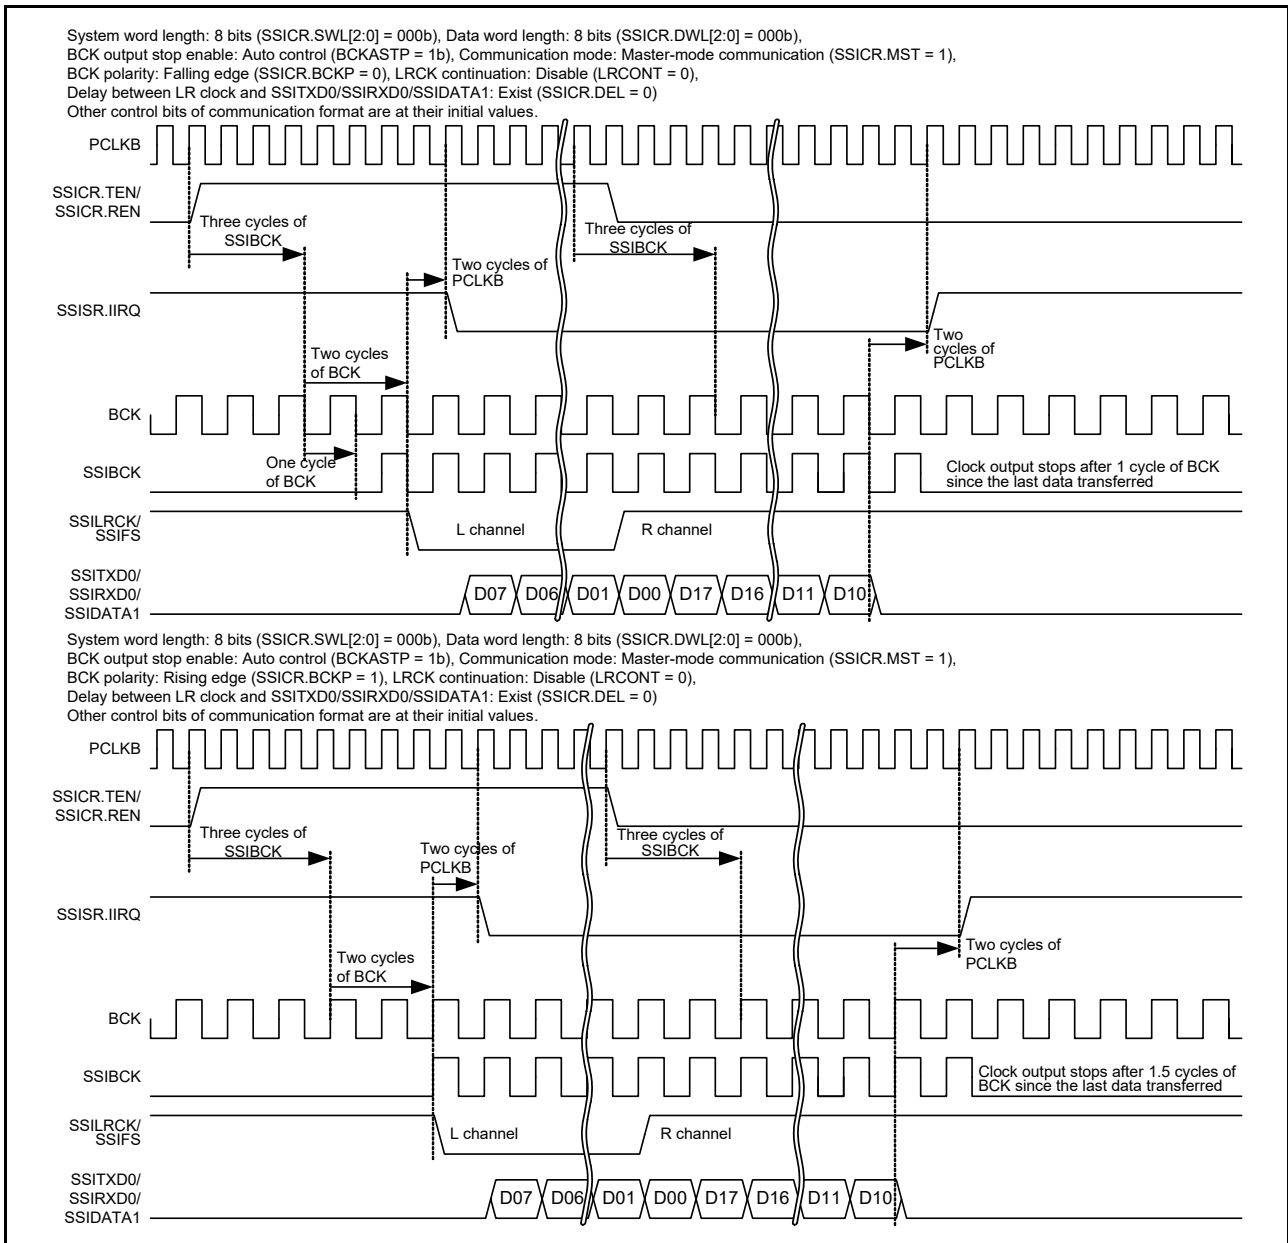 System word length: 8 bits (SSICR.SWL[2:0] = 000b), Data word length: 8 bits (SSICR.DWL[2:0] = 000b),
BCK output stop enable: Auto control (BCKASTP = 1b), Communication mode: Master-mode communication (SSICR.MST = 1),
BCK polarity: Falling edge (SSICR.BCKP = 0), LRCK continuation: Disable (LRCONT = 0),
Delay between LR clock and SSITXD0/SSIRXD0/SSIDATA1: Exist (SSICR.DEL = 0)
Other control bits of communication format are at their initial values.
PCLKB
SSICR.TEN/
SSICR.REN
Three cycles of
SSIBCK
Three cycles of
SSIBCK
Two cycles of
PCLKB
SSISR.IIRQ
Two
cycles of
PCLKB
Two cycles
of BCK
BCK
One cycle
of BCK
SSIBCK
Clock output stops after 1 cycle of BCK
since the last data transferred
SSILRCK/
SSIFS
L channel
R channel
SSITXD0/
SSIRXD0/
SSIDATA1
D07 D06 D01 D00 D17 D16 D11 D10
System word length: 8 bits (SSICR.SWL[2:0] = 000b), Data word length: 8 bits (SSICR.DWL[2:0] = 000b),
BCK output stop enable: Auto control (BCKASTP = 1b), Communication mode: Master-mode communication (SSICR.MST = 1),
BCK polarity: Rising edge (SSICR.BCKP = 1), LRCK continuation: Disable (LRCONT = 0),
Delay between LR clock and SSITXD0/SSIRXD0/SSIDATA1: Exist (SSICR.DEL = 0)
Other control bits of communication format are at their initial values.
PCLKB
SSICR.TEN/
SSICR.REN
Three cycles of
SSIBCK
Two cycles of
PCLKB
Three cycles of
SSIBCK
SSISR.IIRQ
Two cycles of
PCLKB
Two cycles
of BCK
BCK
SSIBCK
Clock output stops after 1.5 cycles of
BCK since the last data transferred
SSILRCK/
SSIFS
L channel
R channel
SSITXD0/
SSIRXD0/
SSIDATA1
D07 D06 D01 D00 D17 D16 D11 D10